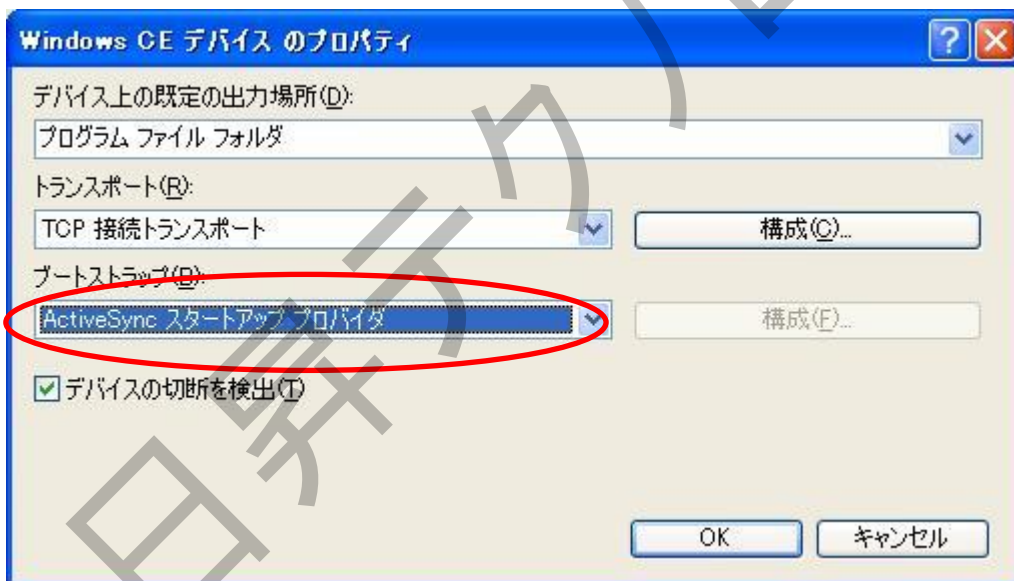 Windows CE デバイス のプロパティ
デバイス上の既定の出力場所(D):
プログラム ファイル フォルダ
トランスポート(R):
TCP 接続トランスポート
構成(C)...
ブートストラップ(B):
ActiveSync スタートアップ プロバイダ
構成(F)...
デバイスの切断を検出(T)
OK
キャンセル
日昇テク